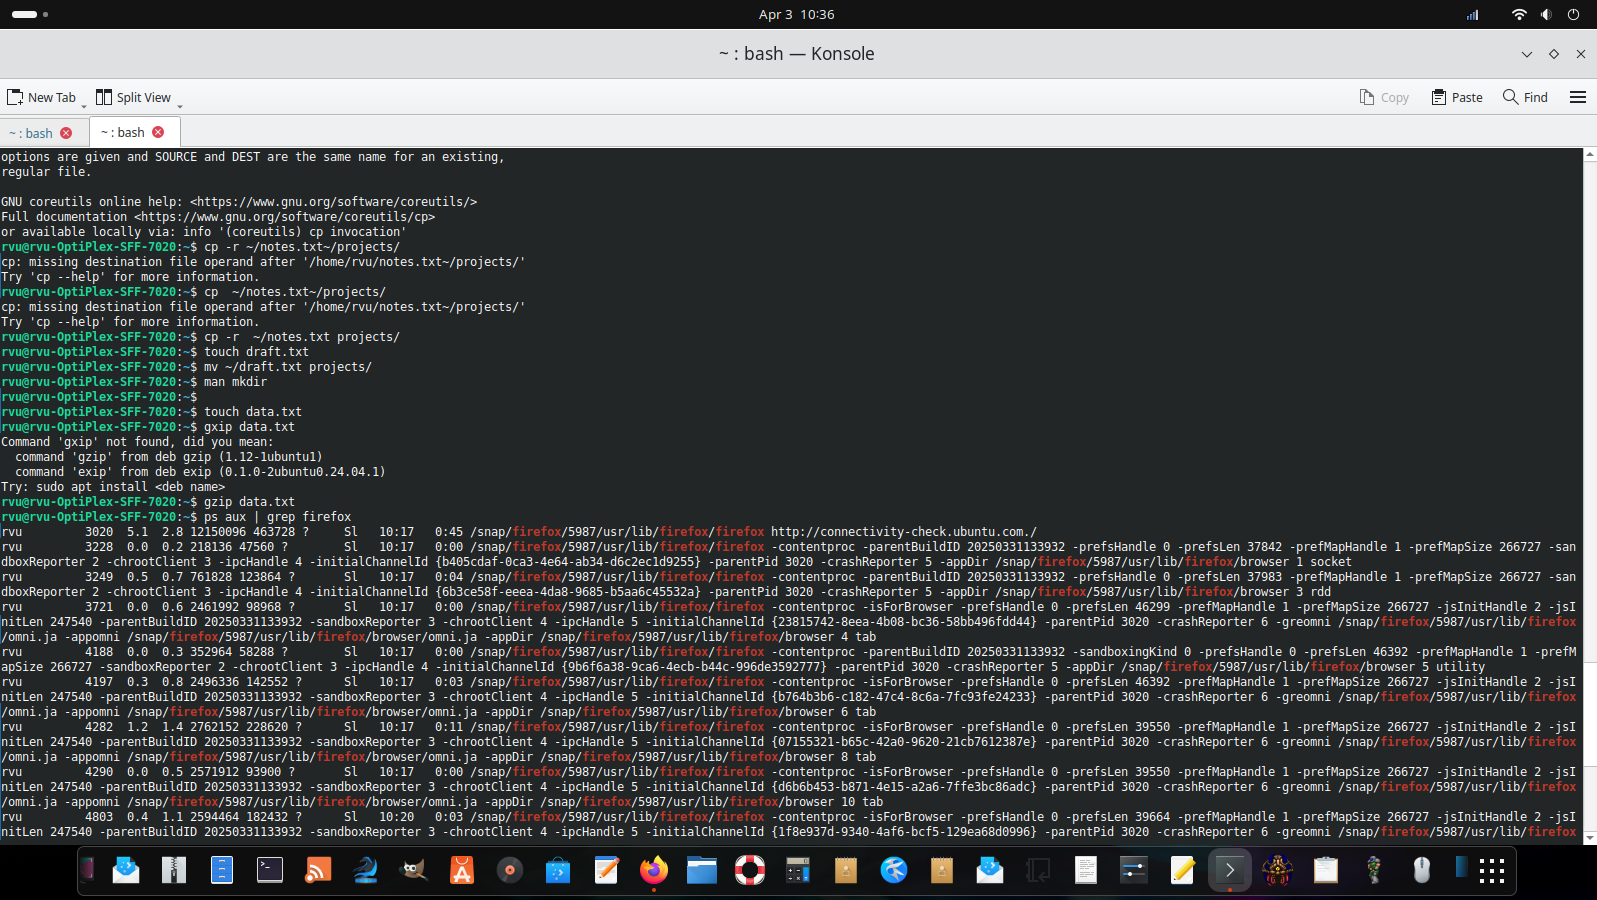 Apr 3 10:36
~ : bash — Konsole
New Tab
Split View
Copy
Paste
Find
~ : bash
~ : bash
options are given and SOURCE and DEST are the same name for an existing,
regular file.
GNU coreutils online help: <https://www.gnu.org/software/coreutils/>
Full documentation <https://www.gnu.org/software/coreutils/cp>
or available locally via: info '(coreutils) cp invocation'
rvu@rvu-OptiPlex-SFF-7020:~$ cp -r ~/notes.txt~/projects/
cp: missing destination file operand after '/home/rvu/notes.txt~/projects/'
Try 'cp --help' for more information.
rvu@rvu-OptiPlex-SFF-7020:~$ cp  ~/notes.txt~/projects/
cp: missing destination file operand after '/home/rvu/notes.txt~/projects/'
Try 'cp --help' for more information.
rvu@rvu-OptiPlex-SFF-7020:~$ cp -r  ~/notes.txt projects/
rvu@rvu-OptiPlex-SFF-7020:~$ touch draft.txt
rvu@rvu-OptiPlex-SFF-7020:~$ mv ~/draft.txt projects/
rvu@rvu-OptiPlex-SFF-7020:~$ man mkdir
rvu@rvu-OptiPlex-SFF-7020:~$
rvu@rvu-OptiPlex-SFF-7020:~$ touch data.txt
rvu@rvu-OptiPlex-SFF-7020:~$ gxip data.txt
Command 'gxip' not found, did you mean:
  command 'gzip' from deb gzip (1.12-1ubuntu1)
  command 'exip' from deb exip (0.1.0-2ubuntu0.24.04.1)
Try: sudo apt install <deb name>
rvu@rvu-OptiPlex-SFF-7020:~$ gzip data.txt
rvu@rvu-OptiPlex-SFF-7020:~$ ps aux | grep firefox
rvu         3020  5.1  2.8 12150096 463728 ?     Sl   10:17   0:45 /snap/firefox/5987/usr/lib/firefox/firefox http://connectivity-check.ubuntu.com./
rvu         3228  0.0  0.2 218136 47560 ?        Sl   10:17   0:00 /snap/firefox/5987/usr/lib/firefox/firefox -contentproc -parentBuildID 20250331133932 -prefsHandle 0 -prefsLen 37842 -prefMapHandle 1 -prefMapSize 266727 -san
dboxReporter 2 -chrootClient 3 -ipcHandle 4 -initialChannelId {b405cdaf-0ca3-4e64-ab34-d6c2ec1d9255} -parentPid 3020 -crashReporter 5 -appDir /snap/firefox/5987/usr/lib/firefox/browser 1 socket
rvu         3249  0.5  0.7 761828 123864 ?       Sl   10:17   0:04 /snap/firefox/5987/usr/lib/firefox/firefox -contentproc -parentBuildID 20250331133932 -prefsHandle 0 -prefsLen 37983 -prefMapHandle 1 -prefMapSize 266727 -san
dboxReporter 2 -chrootClient 3 -ipcHandle 4 -initialChannelId {6b3ce58f-eeea-4da8-9685-b5aa6c45532a} -parentPid 3020 -crashReporter 5 -appDir /snap/firefox/5987/usr/lib/firefox/browser 3 rdd
rvu         3721  0.0  0.6 2461992 98968 ?       Sl   10:17   0:00 /snap/firefox/5987/usr/lib/firefox/firefox -contentproc -isForBrowser -prefsHandle 0 -prefsLen 46299 -prefMapHandle 1 -prefMapSize 266727 -jsInitHandle 2 -jsI
nitLen 247540 -parentBuildID 20250331133932 -sandboxReporter 3 -chrootClient 4 -ipcHandle 5 -initialChannelId {23815742-8eea-4b08-bc36-58bb496fdd44} -parentPid 3020 -crashReporter 6 -greomni /snap/firefox/5987/usr/lib/firefox
/omni.ja -appomni /snap/firefox/5987/usr/lib/firefox/browser/omni.ja -appDir /snap/firefox/5987/usr/lib/firefox/browser 4 tab
rvu         4188  0.0  0.3 352964 58288 ?        Sl   10:17   0:00 /snap/firefox/5987/usr/lib/firefox/firefox -contentproc -parentBuildID 20250331133932 -sandboxingKind 0 -prefsHandle 0 -prefsLen 46392 -prefMapHandle 1 -prefM
apSize 266727 -sandboxReporter 2 -chrootClient 3 -ipcHandle 4 -initialChannelId {9b6f6a38-9ca6-4ecb-b44c-996de3592777} -parentPid 3020 -crashReporter 5 -appDir /snap/firefox/5987/usr/lib/firefox/browser 5 utility
rvu         4197  0.3  0.8 2496336 142552 ?      Sl   10:17   0:03 /snap/firefox/5987/usr/lib/firefox/firefox -contentproc -isForBrowser -prefsHandle 0 -prefsLen 46392 -prefMapHandle 1 -prefMapSize 266727 -jsInitHandle 2 -jsI
nitLen 247540 -parentBuildID 20250331133932 -sandboxReporter 3 -chrootClient 4 -ipcHandle 5 -initialChannelId {b764b3b6-c182-47c4-8c6a-7fc93fe24233} -parentPid 3020 -crashReporter 6 -greomni /snap/firefox/5987/usr/lib/firefox
/omni.ja -appomni /snap/firefox/5987/usr/lib/firefox/browser/omni.ja -appDir /snap/firefox/5987/usr/lib/firefox/browser 6 tab
rvu         4282  1.2  1.4 2762152 228620 ?      Sl   10:17   0:11 /snap/firefox/5987/usr/lib/firefox/firefox -contentproc -isForBrowser -prefsHandle 0 -prefsLen 39550 -prefMapHandle 1 -prefMapSize 266727 -jsInitHandle 2 -jsI
nitLen 247540 -parentBuildID 20250331133932 -sandboxReporter 3 -chrootClient 4 -ipcHandle 5 -initialChannelId {07155321-b65c-42a0-9620-21cb7612387e} -parentPid 3020 -crashReporter 6 -greomni /snap/firefox/5987/usr/lib/firefox
/omni.ja -appomni /snap/firefox/5987/usr/lib/firefox/browser/omni.ja -appDir /snap/firefox/5987/usr/lib/firefox/browser 8 tab
rvu         4290  0.0  0.5 2571912 93900 ?       Sl   10:17   0:00 /snap/firefox/5987/usr/lib/firefox/firefox -contentproc -isForBrowser -prefsHandle 0 -prefsLen 39550 -prefMapHandle 1 -prefMapSize 266727 -jsInitHandle 2 -jsI
nitLen 247540 -parentBuildID 20250331133932 -sandboxReporter 3 -chrootClient 4 -ipcHandle 5 -initialChannelId {d6b6b453-b871-4e15-a2a6-7ffe3bc86adc} -parentPid 3020 -crashReporter 6 -greomni /snap/firefox/5987/usr/lib/firefox
/omni.ja -appomni /snap/firefox/5987/usr/lib/firefox/browser/omni.ja -appDir /snap/firefox/5987/usr/lib/firefox/browser 10 tab
rvu         4803  0.4  1.1 2594464 182432 ?      Sl   10:20   0:03 /snap/firefox/5987/usr/lib/firefox/firefox -contentproc -isForBrowser -prefsHandle 0 -prefsLen 39664 -prefMapHandle 1 -prefMapSize 266727 -jsInitHandle 2 -jsI
nitLen 247540 -parentBuildID 20250331133932 -sandboxReporter 3 -chrootClient 4 -ipcHandle 5 -initialChannelId {1f8e937d-9340-4af6-bcf5-129ea68d0996} -parentPid 3020 -crashReporter 6 -greomni /snap/firefox/5987/usr/lib/firefox